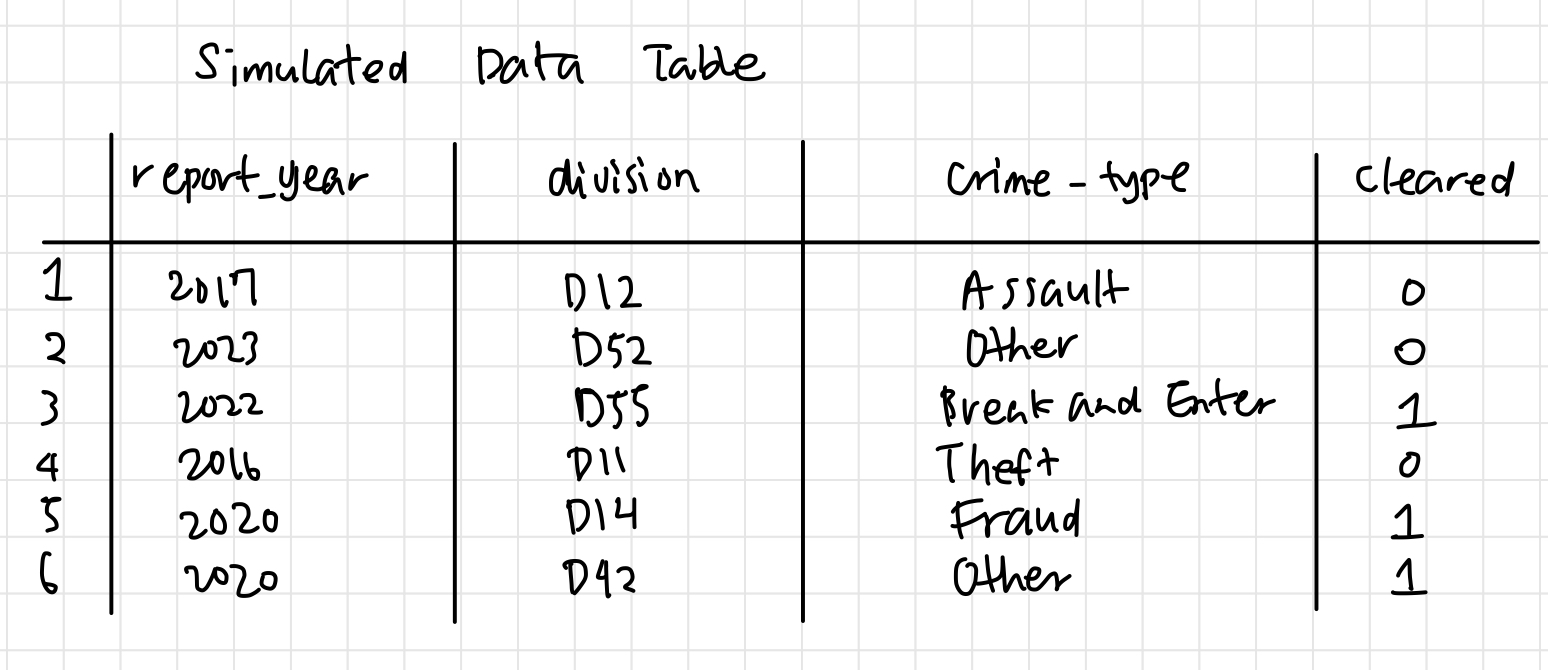 Simulated Data Table
report_year division crime-type cleared
1 2017 D12 Assault 0
2 2023 D52 Other 0
3 2022 D55 Break and Enter 1
4 2016 D11 Theft 0
5 2020 D14 Fraud 1
6 2020 D42 Other 1